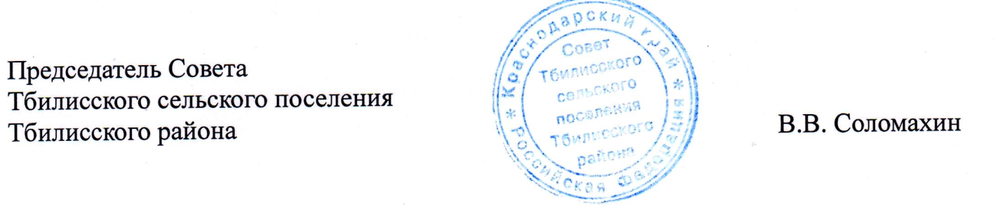 Председатель Совета
Тбилисского сельского поселения
Тбилисского района
* Краснодарский край * Российская Федерация
Совет
Тбилисского
сельского
поселения
Тбилисского
района
В.В. Соломахин